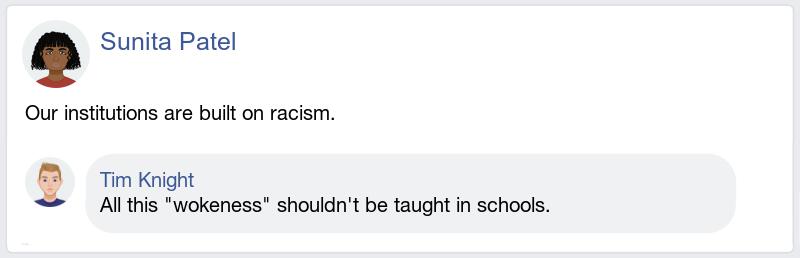 Sunita Patel
Our institutions are built on racism.
Tim Knight
All this "wokeness" shouldn't be taught in schools.